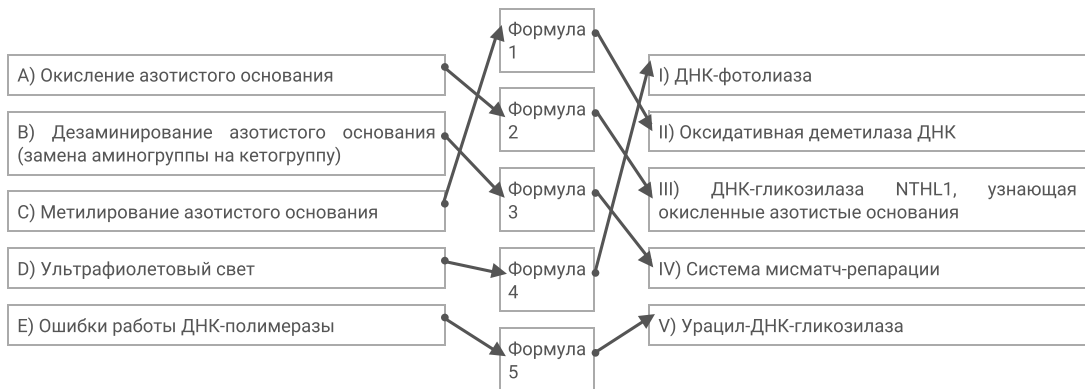 A) Окисление азотистого основания
B) Дезаминирование азотистого основания
(замена аминогруппы на кетогруппу)
C) Метилирование азотистого основания
D) Ультрафиолетовый свет
E) Ошибки работы ДНК-полимеразы
Формула
1
Формула
2
Формула
3
Формула
4
Формула
5
I) ДНК-фотолиаза
II) Оксидативная деметилаза ДНК
III) ДНК-гликозилаза NTHL1, узнающая
окисленные азотистые основания
IV) Система мисматч-репарации
V) Урацил-ДНК-гликозилаза